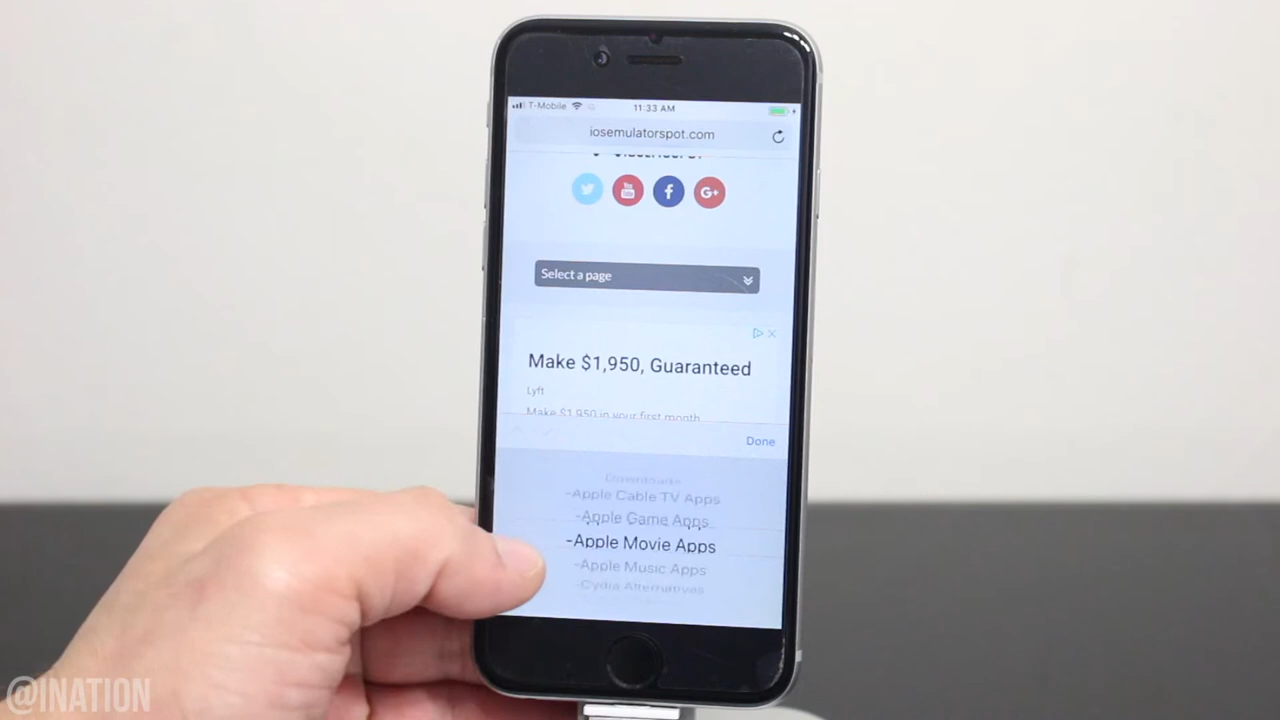 T-Mobile 11:33 AM
iosemulatorspot.com
You Tube f G+
Select a page
Make $1,950, Guaranteed
Lyft
Make $1,950 in your first month
Done
Downloads
-Apple Cable TV Apps
-Apple Game Apps
-Apple Movie Apps
-Apple Music Apps
-Cydia Alternatives
@INATION